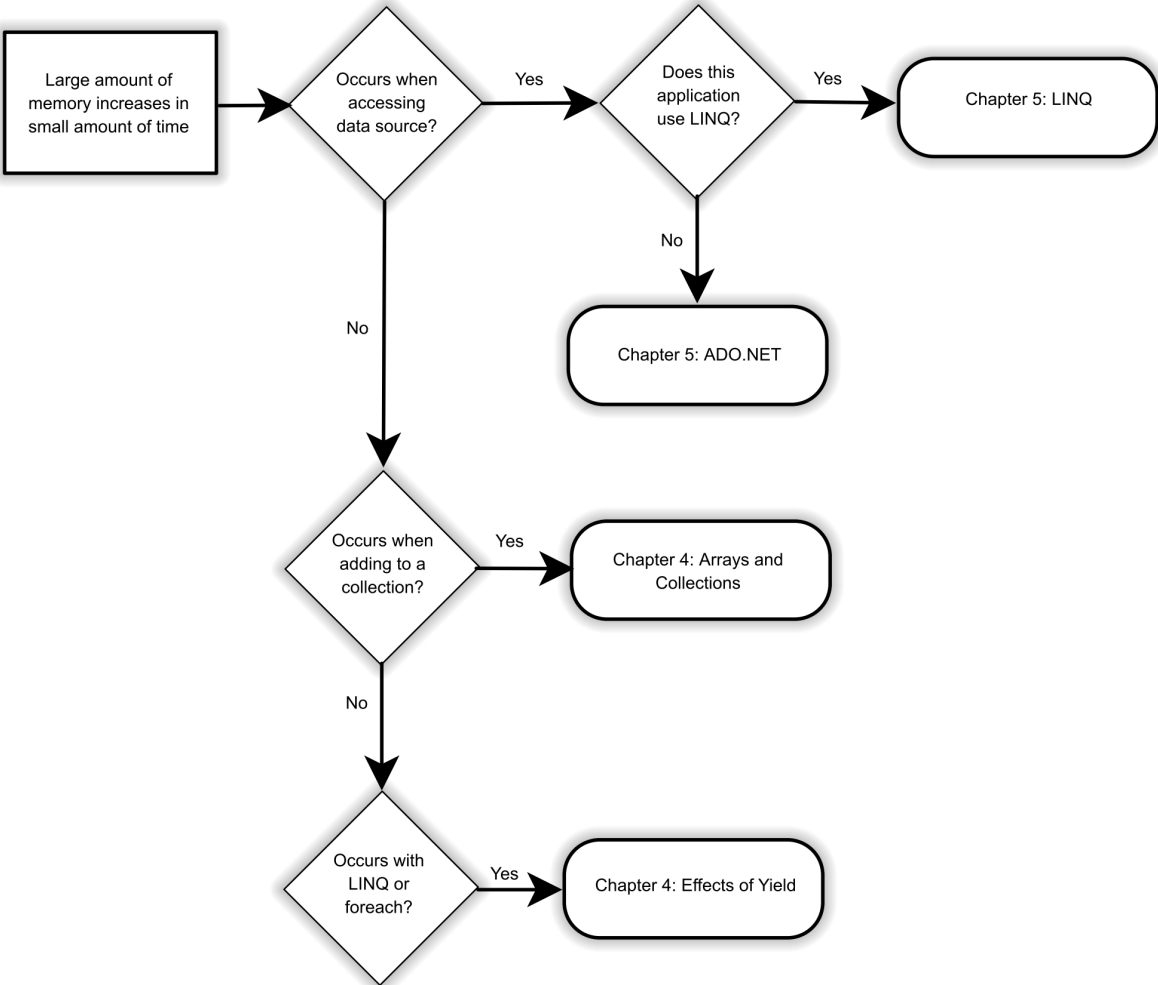 Large amount of
memory increases in
small amount of time
Occurs when
accessing
data source?
Yes
Does this
application
use LINQ?
Yes
Chapter 5: LINQ
No
Chapter 5: ADO.NET
No
Occurs when
adding to a
collection?
Yes
Chapter 4: Arrays and
Collections
No
Occurs with
LINQ or
foreach?
Yes
Chapter 4: Effects of Yield